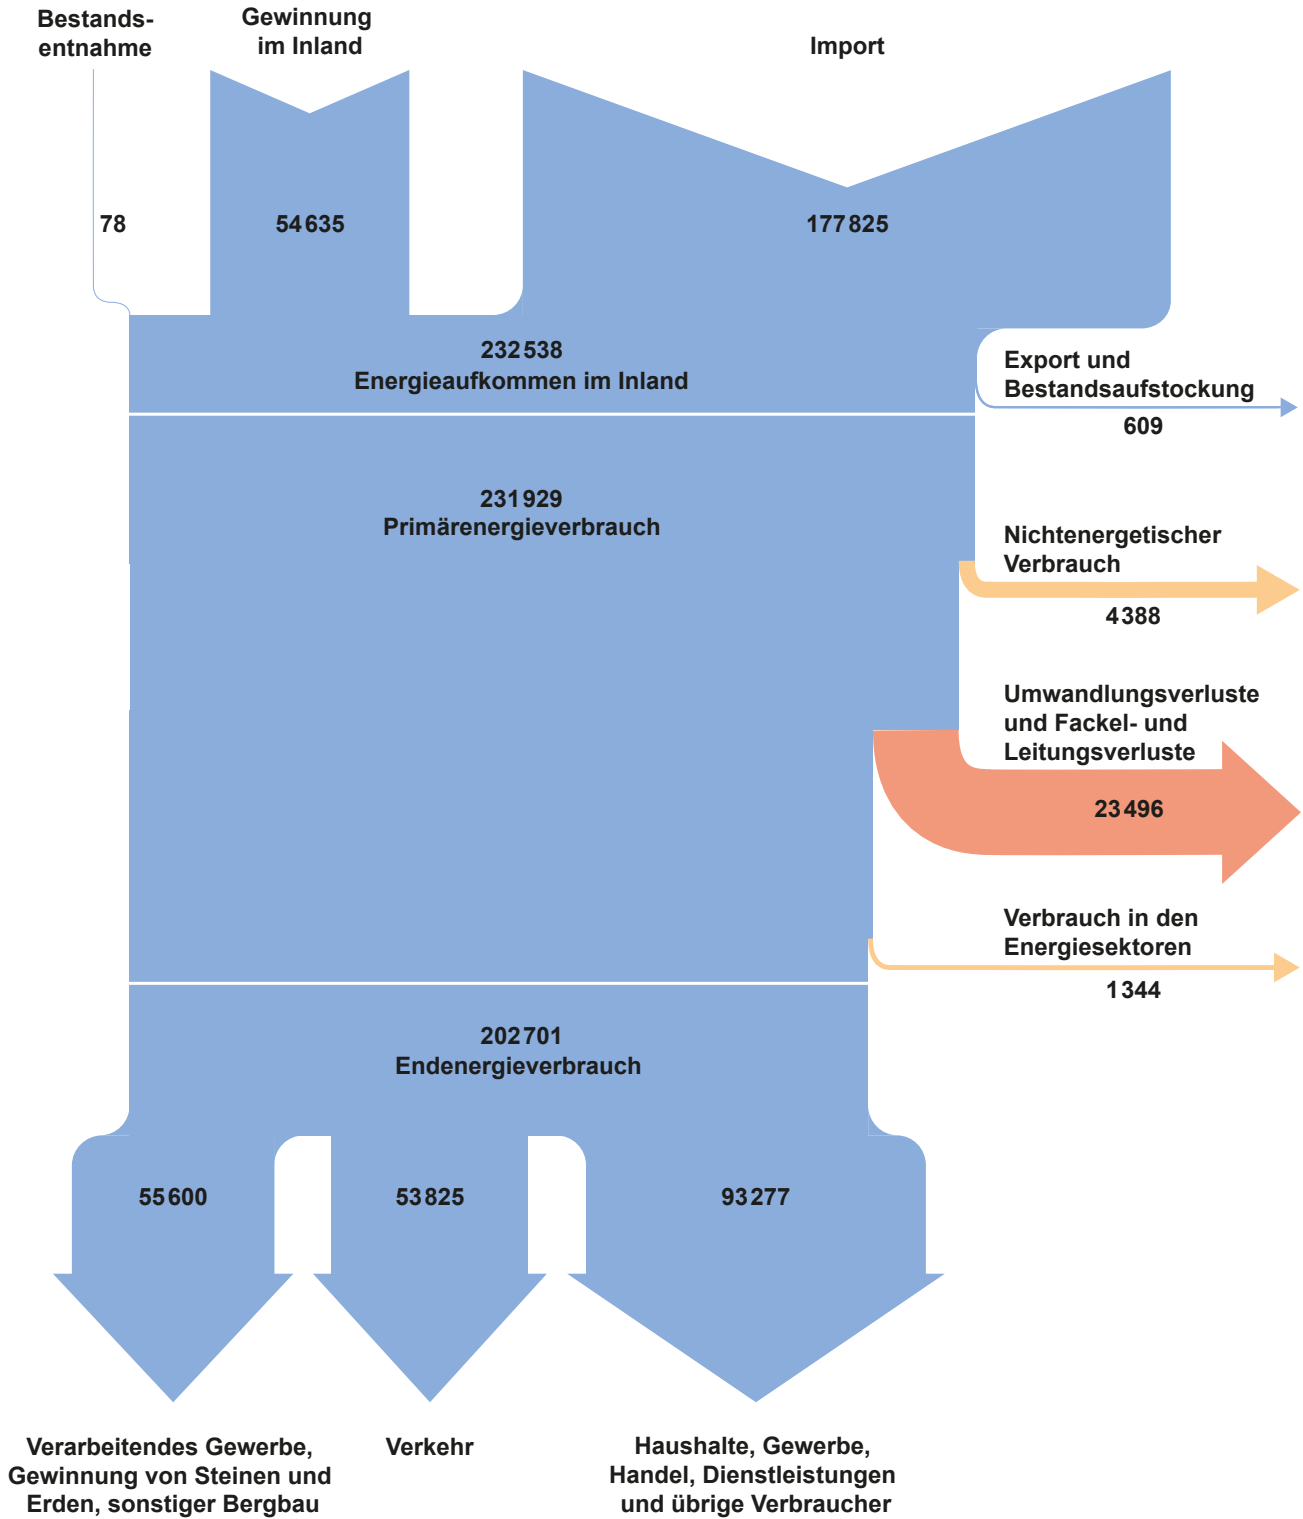 Bestands-
entnahme
Gewinnung
im Inland
Import
78
54 635
177 825
232 538
Energieaufkommen im Inland
Export und
Bestandsaufstockung
609
231 929
Primärenergieverbrauch
Nichtenergetischer
Verbrauch
4 388
Umwandlungsverluste
und Fackel- und
Leitungsverluste
23 496
Verbrauch in den
Energiesektoren
1 344
202 701
Endenergieverbrauch
55 600
53 825
93 277
Verarbeitendes Gewerbe,
Gewinnung von Steinen und
Erden, sonstiger Bergbau
Verkehr
Haushalte, Gewerbe,
Handel, Dienstleistungen
und übrige Verbraucher